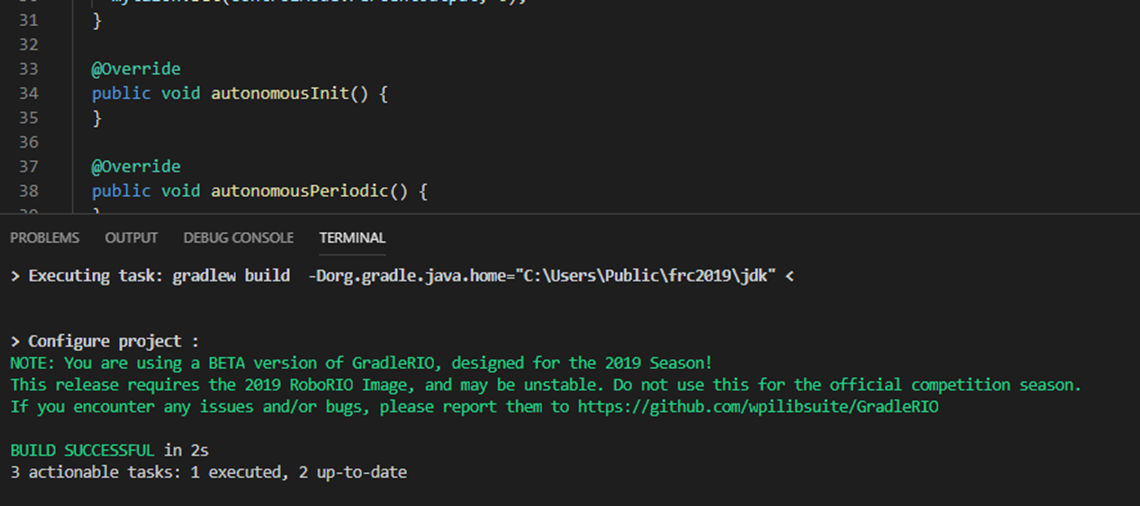 31 }
32
33 @Override
34 public void autonomousInit() {
35 }
36
37 @Override
38 public void autonomousPeriodic() {
PROBLEMS OUTPUT DEBUG CONSOLE TERMINAL
> Executing task: gradlew build  -Dorg.gradle.java.home="C:\Users\Public\frc2019\jdk" <
> Configure project :
NOTE: You are using a BETA version of GradleRIO, designed for the 2019 Season!
This release requires the 2019 RoboRIO Image, and may be unstable. Do not use this for the official competition season.
If you encounter any issues and/or bugs, please report them to https://github.com/wpilibsuite/GradleRIO
BUILD SUCCESSFUL in 2s
3 actionable tasks: 1 executed, 2 up-to-date